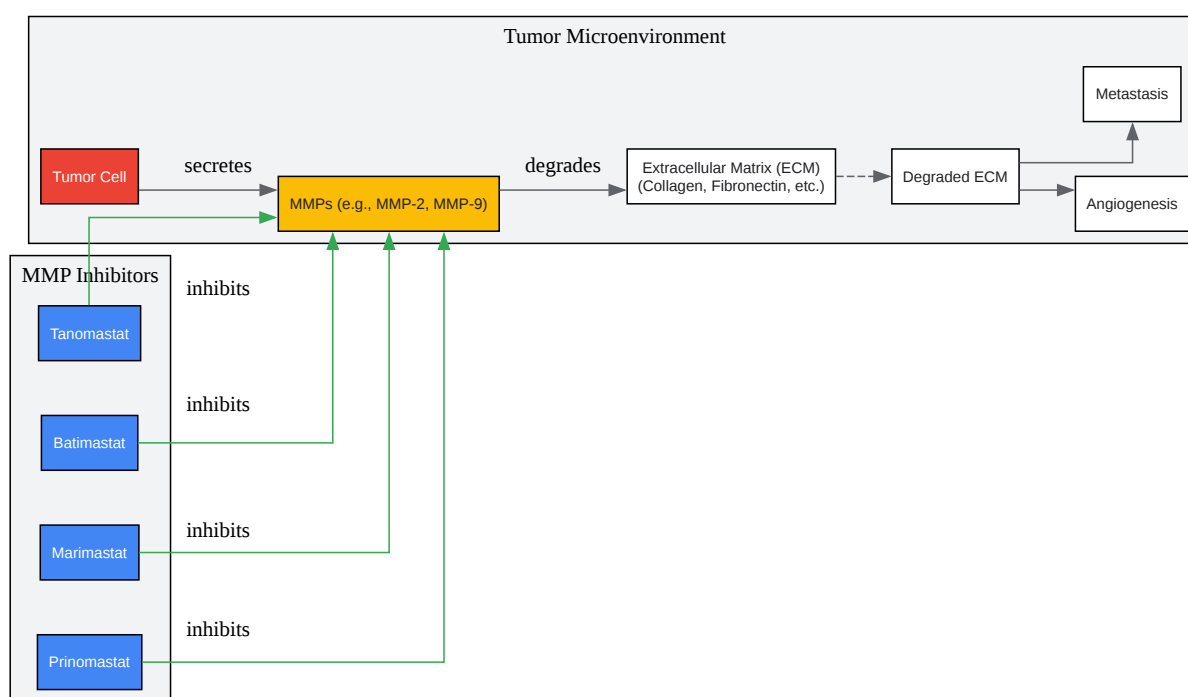 Tumor Microenvironment
Metastasis
Tumor Cell
secretes
MMPs (e.g., MMP-2, MMP-9)
degrades
Extracellular Matrix (ECM)
(Collagen, Fibronectin, etc.)
Degraded ECM
Angiogenesis
MMP Inhibitors
inhibits
Tanomastat
inhibits
Batimastat
inhibits
Marimastat
inhibits
Prinomastat